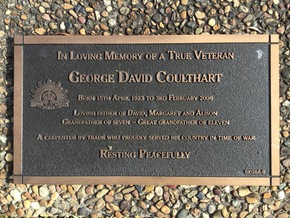 In Loving Memory of a True Veteran
George David Coulthart
Born 15th April 1923 to 3rd February 2008
Loving father of David, Margaret and Alison
Grandfather of seven – Great grandfather of eleven
A carpenter by trade who proudly served his country in time of war
Resting Peacefully